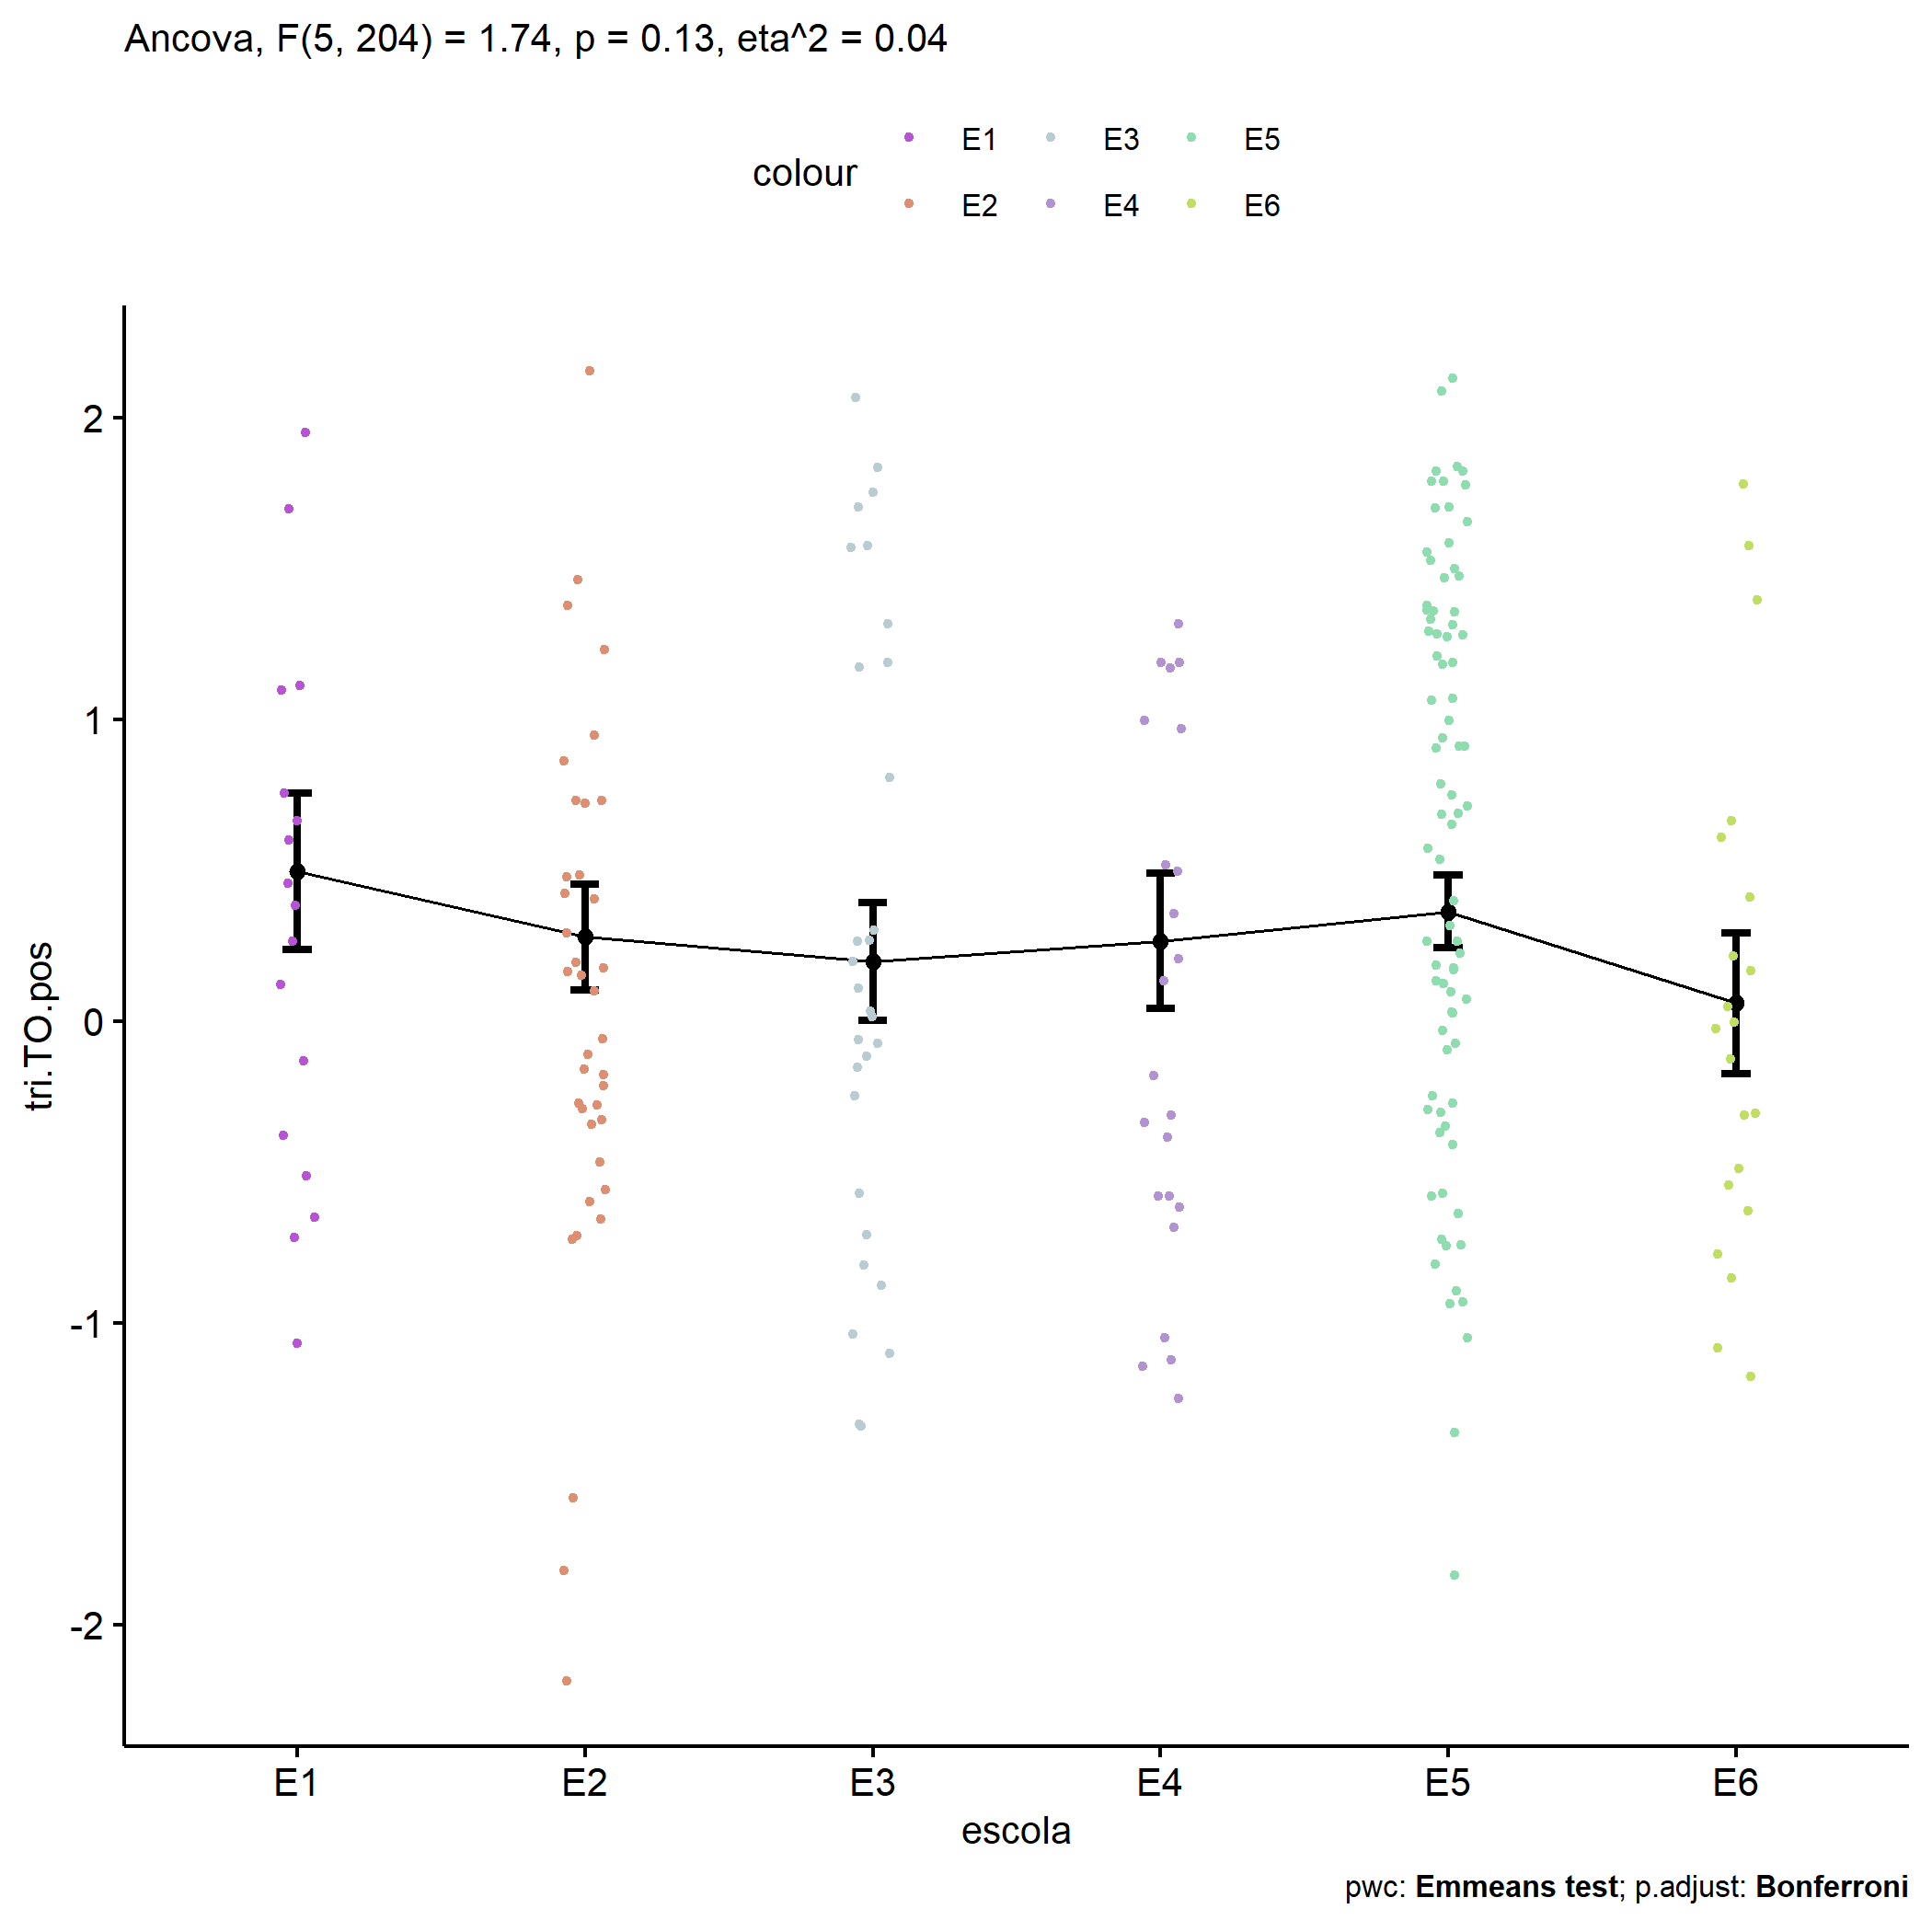 Ancova, F(5, 204) = 1.74, p = 0.13, eta^2 = 0.04
colour
E1 E3 E5
E2 E4 E6
tri.TO.pos
2
1
0
-1
-2
E1 E2 E3 E4 E5 E6
escola
pwc: Emmeans test; p.adjust: Bonferroni